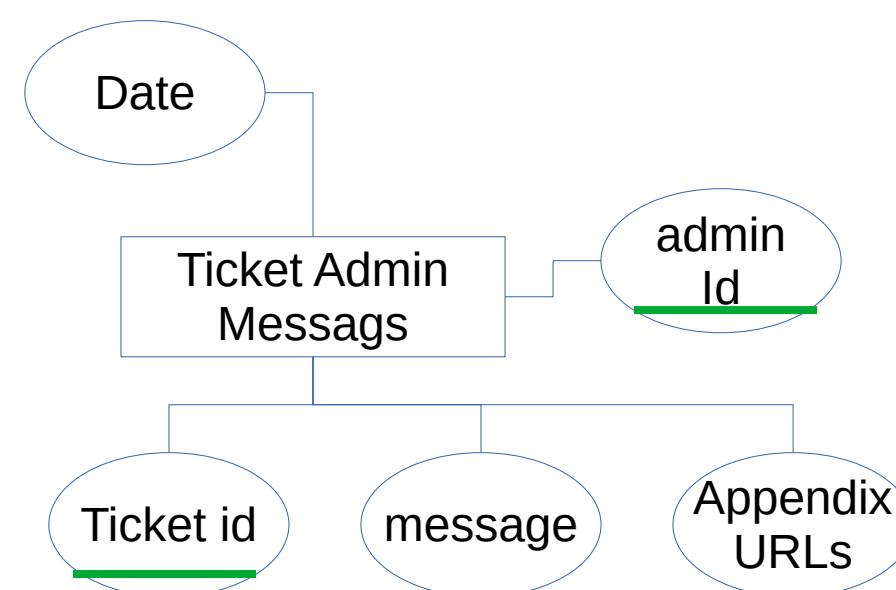 Date
admin
Id
Ticket Admin
Messags
Ticket id
message
Appendix
URLs